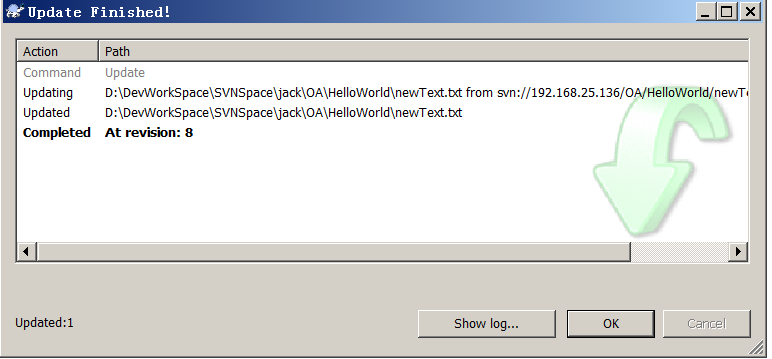 Update Finished!
Action Path
Command Update
Updating D:\DevWorkSpace\SVNSpace\jack\OA\HelloWorld\newText.txt from svn://192.168.25.136/OA/HelloWorld/newTe
Updated D:\DevWorkSpace\SVNSpace\jack\OA\HelloWorld\newText.txt
Completed At revision: 8
Updated:1
Show log... OK Cancel